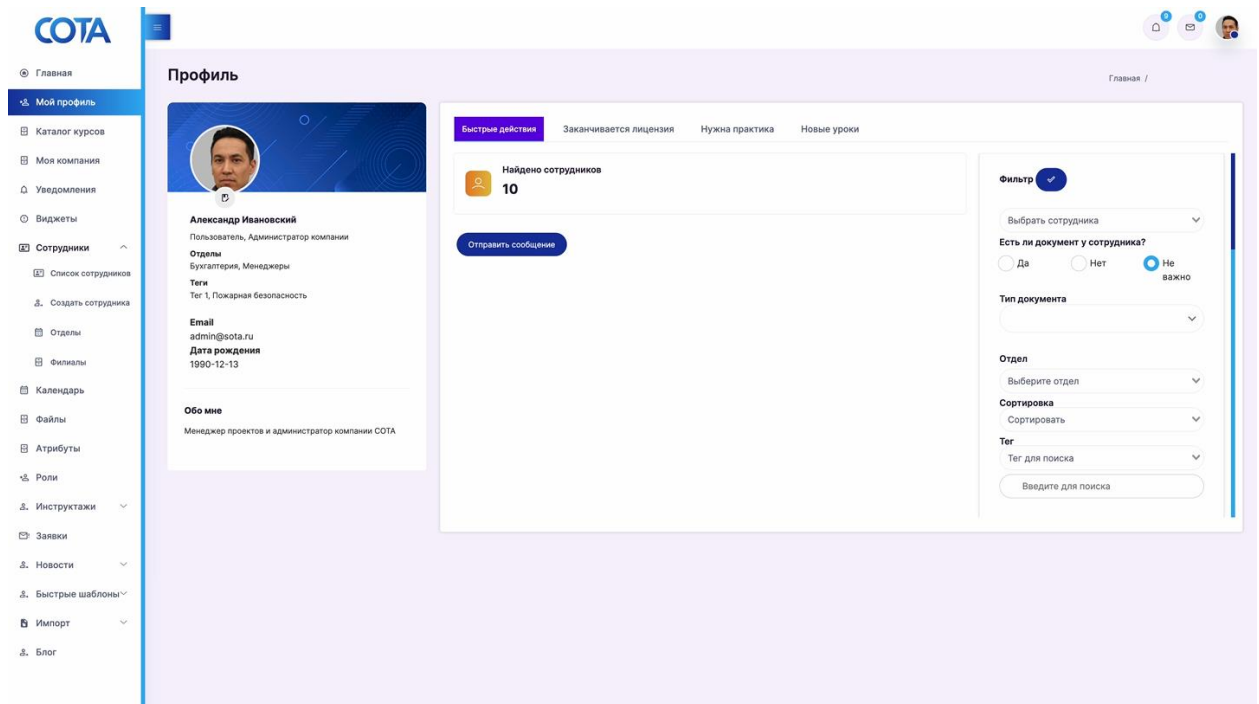 СОТА
9
0
Главная
Мой профиль
Каталог курсов
Моя компания
Уведомления
Виджеты
Сотрудники
Список сотрудников
Создать сотрудника
Отделы
Филиалы
Календарь
Файлы
Атрибуты
Роли
Инструктажи
Заявки
Новости
Быстрые шаблоны
Импорт
Блог
Профиль
Главная /
Александр Ивановский
Пользователь, Администратор компании
Отделы
Бухгалтерия, Менеджеры
Теги
Тег 1, Пожарная безопасность
Email
admin@sota.ru
Дата рождения
1990-12-13
Обо мне
Менеджер проектов и администратор компании СОТА
Быстрые действия Заканчивается лицензия Нужна практика Новые уроки
Найдено сотрудников
10
Отправить сообщение
Фильтр
Выбрать сотрудника
Есть ли документ у сотрудника?
Да Нет Не
важно
Тип документа
Отдел
Выберите отдел
Сортировка
Сортировать
Тег
Тег для поиска
Введите для поиска